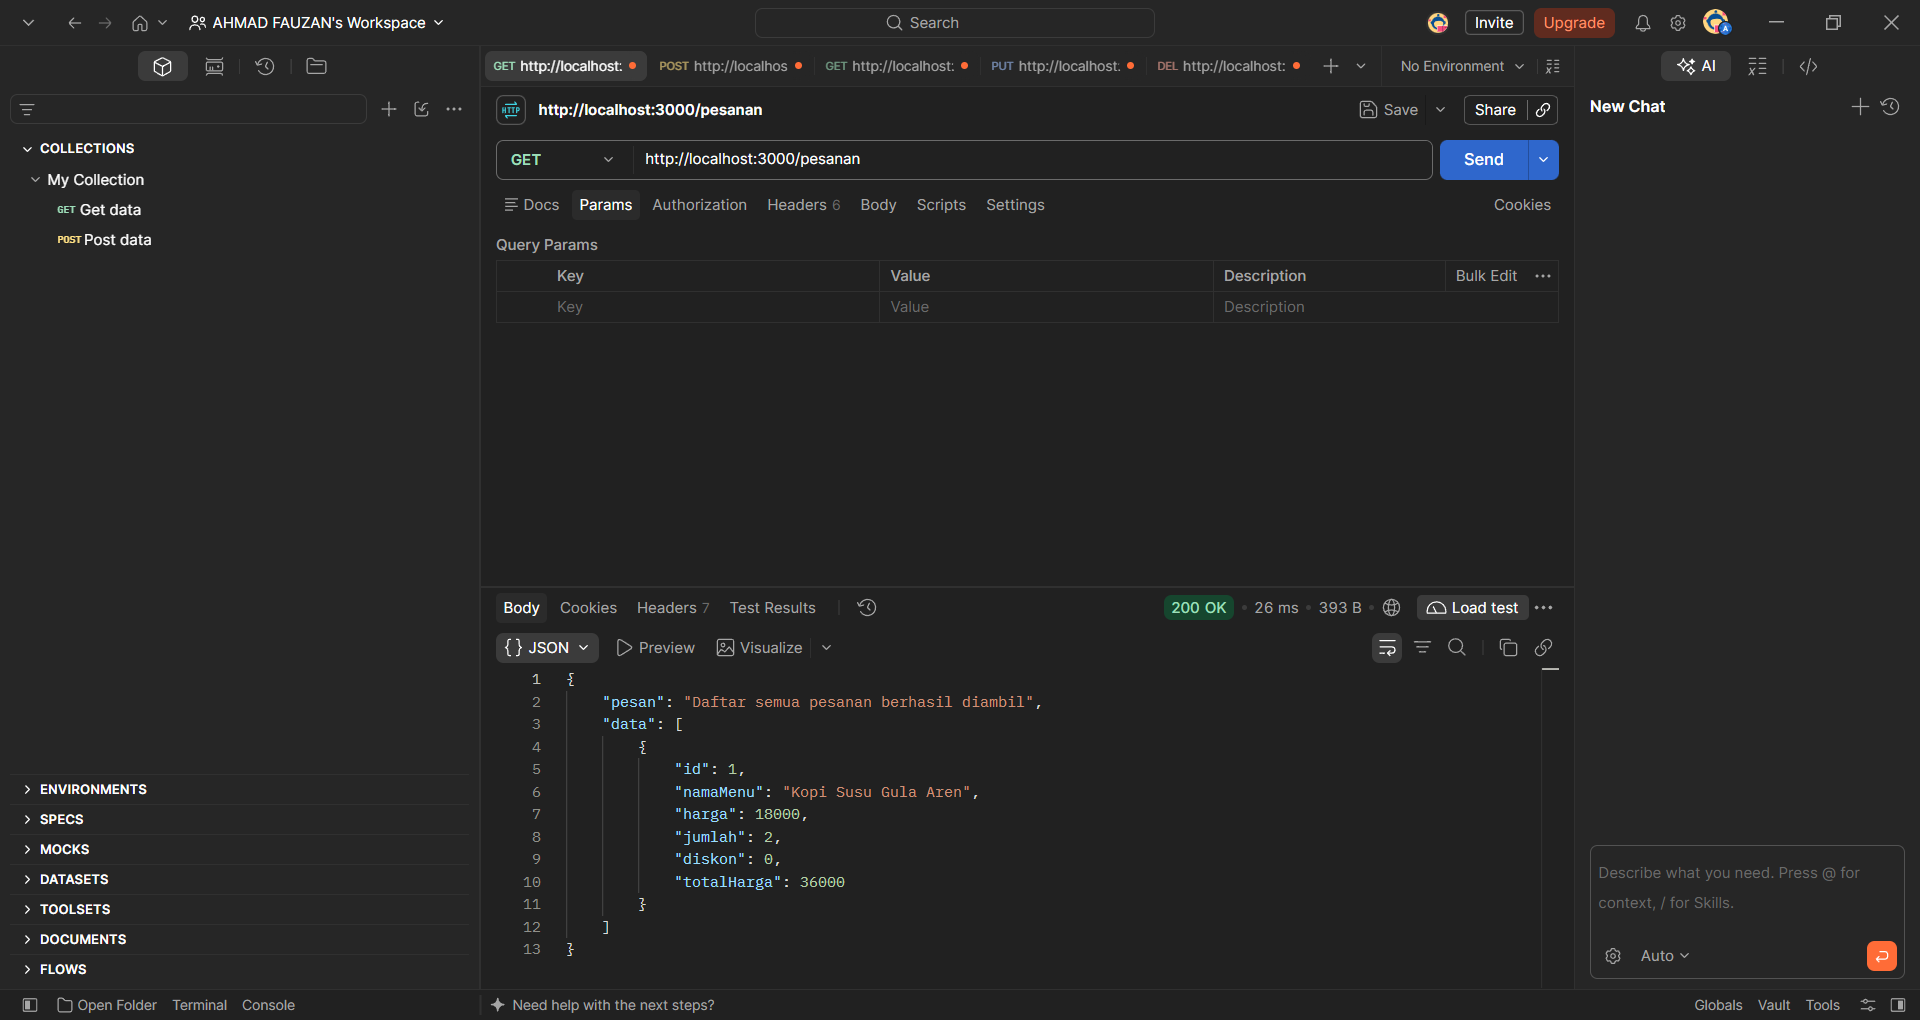 AHMAD FAUZAN's Workspace
Search
Invite
Upgrade
A
GET http://localhost:
POST http://localhos
GET http://localhost:
PUT http://localhost.
DEL http://localhost:
No Environment
AI
COLLECTIONS
My Collection
GET Get data
POST Post data
HTTP http://localhost:3000/pesanan
Save
Share
GET
http://localhost:3000/pesanan
Send
Docs Params Authorization Headers 6 Body Scripts Settings
Cookies
Query Params
Key Value Description Bulk Edit
Key Value Description
New Chat
Body Cookies Headers 7 Test Results
200 OK • 26 ms • 393 B
Load test
{} JSON Preview Visualize
1 {
2 "pesan": "Daftar semua pesanan berhasil diambil",
3 "data": [
4 {
5 "id": 1,
6 "namaMenu": "Kopi Susu Gula Aren",
7 "harga": 18000,
8 "jumlah": 2,
9 "diskon": 0,
10 "totalHarga": 36000
11 }
12 ]
13 }
ENVIRONMENTS
SPECS
MOCKS
DATASETS
TOOLSETS
DOCUMENTS
FLOWS
Describe what you need. Press @ for
context, / for Skills.
Auto
Open Folder Terminal Console
Need help with the next steps?
Globals Vault Tools